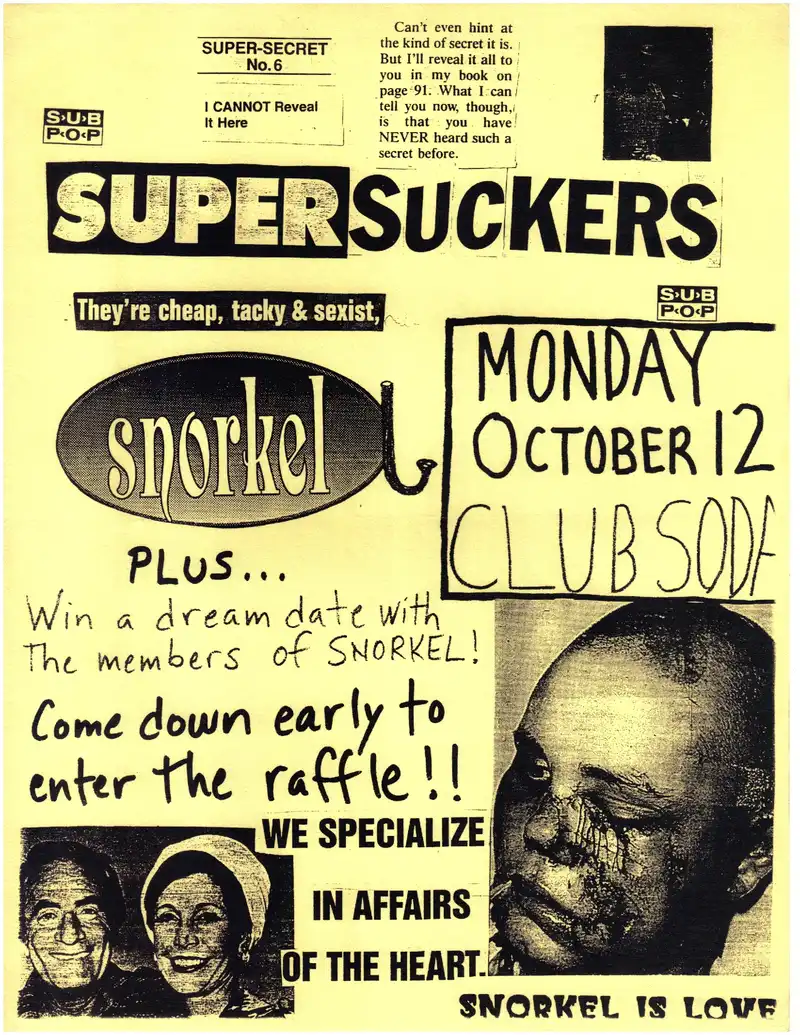 SUPER-SECRET
No. 6
I CANNOT Reveal
It Here
Can't even hint at
the kind of secret it is.
But I'll reveal it all to
you in my book on
page 91. What I can
tell you now, though,
is that you have
NEVER heard such a
secret before.
S·U·B
P·O·P
SUPERSUCKERS
They're cheap, tacky & sexist,
S·U·B
P·O·P
snorkel
MONDAY
OCTOBER 12
CLUB SODA
PLUS...
Win a dream date with
The members of SNORKEL!
Come down early to
enter the raffle!!
WE SPECIALIZE
IN AFFAIRS
OF THE HEART.
SNORKEL IS LOVE